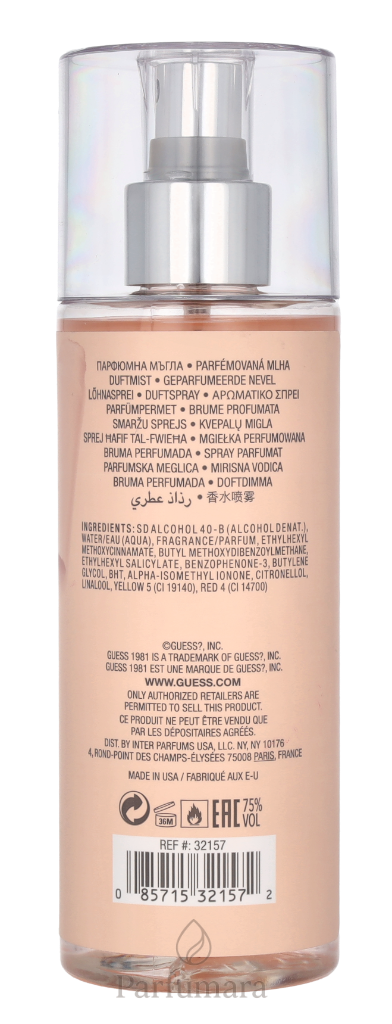 ПАРФЮМНА МЪГЛА • PARFÉMOVANÁ MLHA
DUFTMIST • GEPARFUMEERDE NEVEL
LÕHNASPREI • DUFTSPRAY • ΑΡΩΜΑΤΙΚΟ ΣΠΡΕΪ
PARFÜMPERMET • BRUME PROFUMATA
SMARŽU SPREJS • KVEPALŲ MIGLA
SPREJ ĦAFIF TAL-FWIEĦA • MGIEŁKA PERFUMOWANA
BRUMA PERFUMADA • SPRAY PARFUMAT
PARFUMSKA MEGLICA • MIRISNA VODICA
BRUMA PERFUMADA • DOFTDIMMA
رذاذ عطري • 香水喷雾
INGREDIENTS: SD ALCOHOL 40-B (ALCOHOL DENAT.),
WATER/EAU (AQUA), FRAGRANCE/PARFUM, ETHYLHEXYL
METHOXYCINNAMATE, BUTYL METHOXYDIBENZOYLMETHANE,
ETHYLHEXYL SALICYLATE, BENZOPHENONE-3, BUTYLENE
GLYCOL, BHT, ALPHA-ISOMETHYL IONONE, CITRONELLOL,
LINALOOL, YELLOW 5 (CI 19140), RED 4 (CI 14700)
©GUESS?, INC.
GUESS 1981 IS A TRADEMARK OF GUESS?, INC.
GUESS 1981 EST UNE MARQUE DE GUESS?, INC.
WWW.GUESS.COM
ONLY AUTHORIZED RETAILERS ARE
PERMITTED TO SELL THIS PRODUCT.
CE PRODUIT NE PEUT ÊTRE VENDU QUE
PAR LES DÉPOSITAIRES AGRÉÉS.
DIST. BY INTER PARFUMS USA, LLC. NY, NY 10176
4, ROND-POINT DES CHAMPS-ÉLYSÉES 75008 PARIS, FRANCE
MADE IN USA / FABRIQUÉ AUX E-U
36M EAC 75% VOL
REF #: 32157
0 85715 32157 2
Parfumara